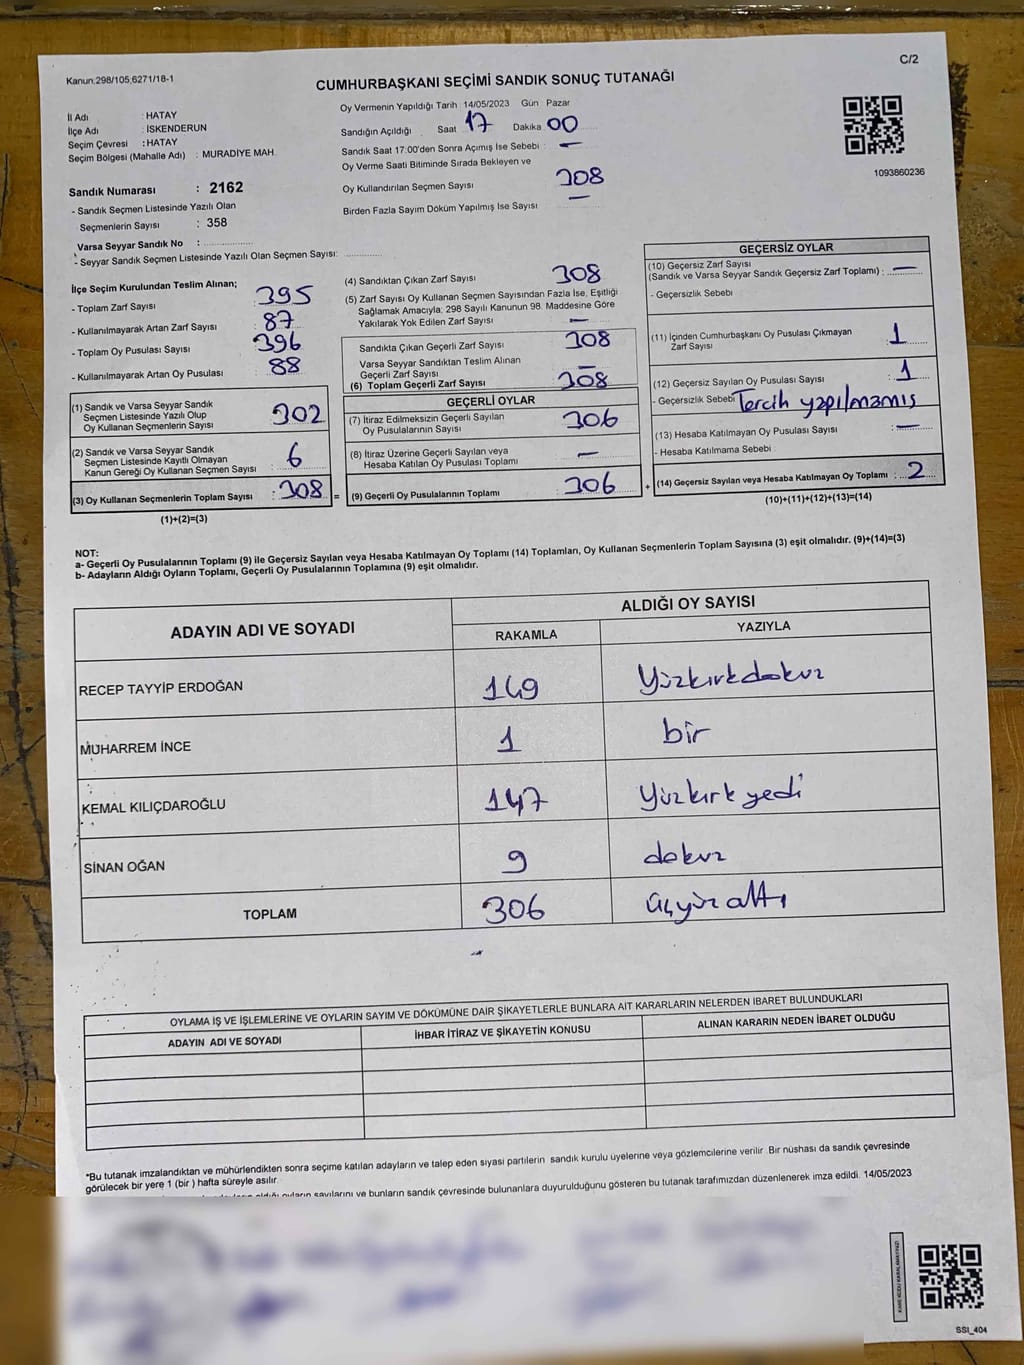 Kanun:298/105,6271/18-1
C/2
CUMHURBAŞKANI SEÇİMİ SANDIK SONUÇ TUTANAĞI
İl Adı : HATAY
İlçe Adı : İSKENDERUN
Seçim Çevresi : HATAY
Seçim Bölgesi (Mahalle Adı) : MURADİYE MAH.
Sandık Numarası : 2162
- Sandık Seçmen Listesinde Yazılı Olan
Seçmenlerin Sayısı : 358
Varsa Seyyar Sandık No :
- Seyyar Sandık Seçmen Listesinde Yazılı Olan Seçmen Sayısı:
Oy Vermenin Yapıldığı Tarih 14/05/2023 Gün Pazar
Sandığın Açıldığı Saat 17 Dakika 00
Sandık Saat 17:00'den Sonra Açımış İse Sebebi : —
Oy Verme Saati Bitiminde Sırada Bekleyen ve
Oy Kullandırılan Seçmen Sayısı 308
Birden Fazla Sayım Döküm Yapılmış İse Sayısı —
1093860236
İlçe Seçim Kurulundan Teslim Alınan;
- Toplam Zarf Sayısı 395
- Kullanılmayarak Artan Zarf Sayısı 87
- Toplam Oy Pusulası Sayısı 396
- Kullanılmayarak Artan Oy Pusulası 88
(1) Sandık ve Varsa Seyyar Sandık
Seçmen Listesinde Yazılı Olup
Oy Kullanan Seçmenlerin Sayısı 302
(2) Sandık ve Varsa Seyyar Sandık
Seçmen Listesinde Kayıtlı Olmayan
Kanun Gereği Oy Kullanan Seçmen Sayısı 6
(3) Oy Kullanan Seçmenlerin Toplam Sayısı : 308 =
(1)+(2)=(3)
(4) Sandıktan Çıkan Zarf Sayısı 308
(5) Zarf Sayısı Oy Kullanan Seçmen Sayısından Fazla İse, Eşitliği
Sağlamak Amacıyla; 298 Sayılı Kanunun 98. Maddesine Göre
Yakılarak Yok Edilen Zarf Sayısı —
Sandıkta Çıkan Geçerli Zarf Sayısı 308
Varsa Seyyar Sandıktan Teslim Alınan
Geçerli Zarf Sayısı —
(6) Toplam Geçerli Zarf Sayısı 308
GEÇERLİ OYLAR
(7) İtiraz Edilmeksizin Geçerli Sayılan
Oy Pusulalarının Sayısı 306
(8) İtiraz Üzerine Geçerli Sayılan veya
Hesaba Katılan Oy Pusulası Toplamı —
(9) Geçerli Oy Pusulalarının Toplamı 306 +
GEÇERSİZ OYLAR
(10) Geçersiz Zarf Sayısı
(Sandık ve Varsa Seyyar Sandık Geçersiz Zarf Toplamı) : —
- Geçersizlik Sebebi
(11) İçinden Cumhurbaşkanı Oy Pusulası Çıkmayan
Zarf Sayısı 1
(12) Geçersiz Sayılan Oy Pusulası Sayısı 1
- Geçersizlik Sebebi Tercih yapılmamış
(13) Hesaba Katılmayan Oy Pusulası Sayısı —
- Hesaba Katılmama Sebebi
(14) Geçersiz Sayılan veya Hesaba Katılmayan Oy Toplamı : 2
(10)+(11)+(12)+(13)=(14)
NOT:
a- Geçerli Oy Pusulalarının Toplamı (9) ile Geçersiz Sayılan veya Hesaba Katılmayan Oy Toplamı (14) Toplamları, Oy Kullanan Seçmenlerin Toplam Sayısına (3) eşit olmalıdır. (9)+(14)=(3)
b- Adayların Aldığı Oyların Toplamı, Geçerli Oy Pusulalarının Toplamına (9) eşit olmalıdır.
ADAYIN ADI VE SOYADI ALDIĞI OY SAYISI
RAKAMLA YAZIYLA
RECEP TAYYİP ERDOĞAN 149 Yüzkırkdokuz
MUHARREM İNCE 1 bir
KEMAL KILIÇDAROĞLU 147 Yüzkırkyedi
SİNAN OĞAN 9 dokuz
TOPLAM 306 üçyüzaltı
OYLAMA İŞ VE İŞLEMLERİNE VE OYLARIN SAYIM VE DÖKÜMÜNE DAİR ŞİKAYETLERLE BUNLARA AİT KARARLARIN NELERDEN İBARET BULUNDUKLARI
ADAYIN ADI VE SOYADI İHBAR İTİRAZ VE ŞİKAYETİN KONUSU ALINAN KARARIN NEDEN İBARET OLDUĞU
*Bu tutanak imzalandıktan ve mühürlendikten sonra seçime katılan adayların ve talep eden siyasi partilerin sandık kurulu üyelerine veya gözlemcilerine verilir. Bir nüshası da sandık çevresinde
görülecek bir yere 1 (bir) hafta süreyle asılır.
aldığı oyların sayılarını ve bunların sandık çevresinde bulunanlara duyurulduğunu gösteren bu tutanak tarafımızdan düzenlenerek imza edildi. 14/05/2023
SSI_404